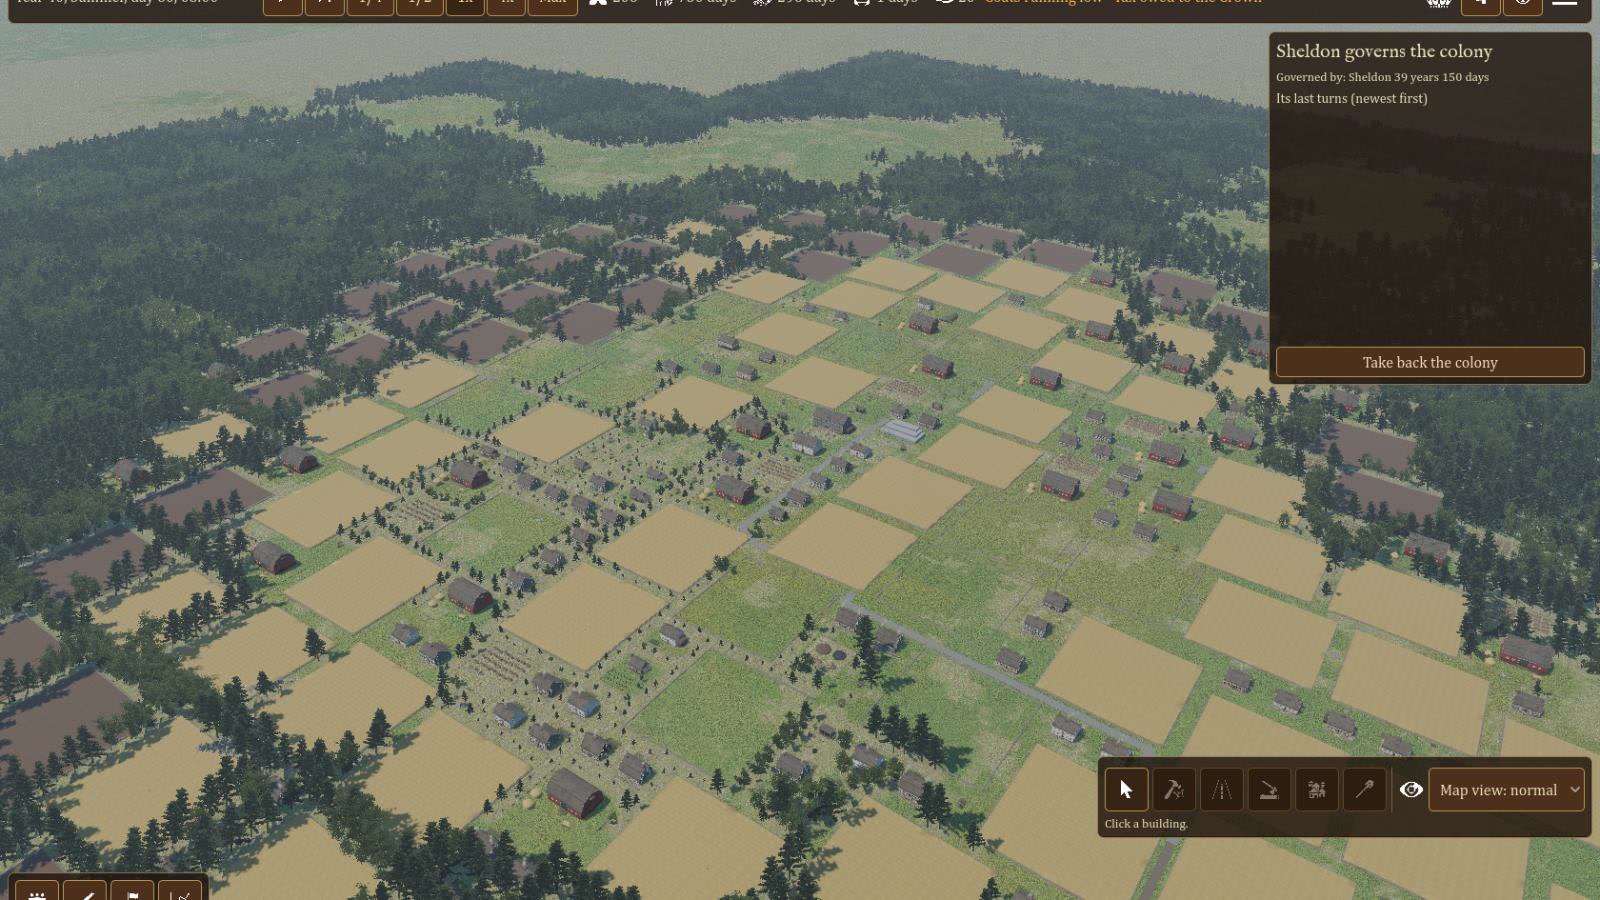 Sheldon governs the colony
Governed by: Sheldon 39 years 150 days
Its last turns (newest first)
Take back the colony
Map view: normal
Click a building.